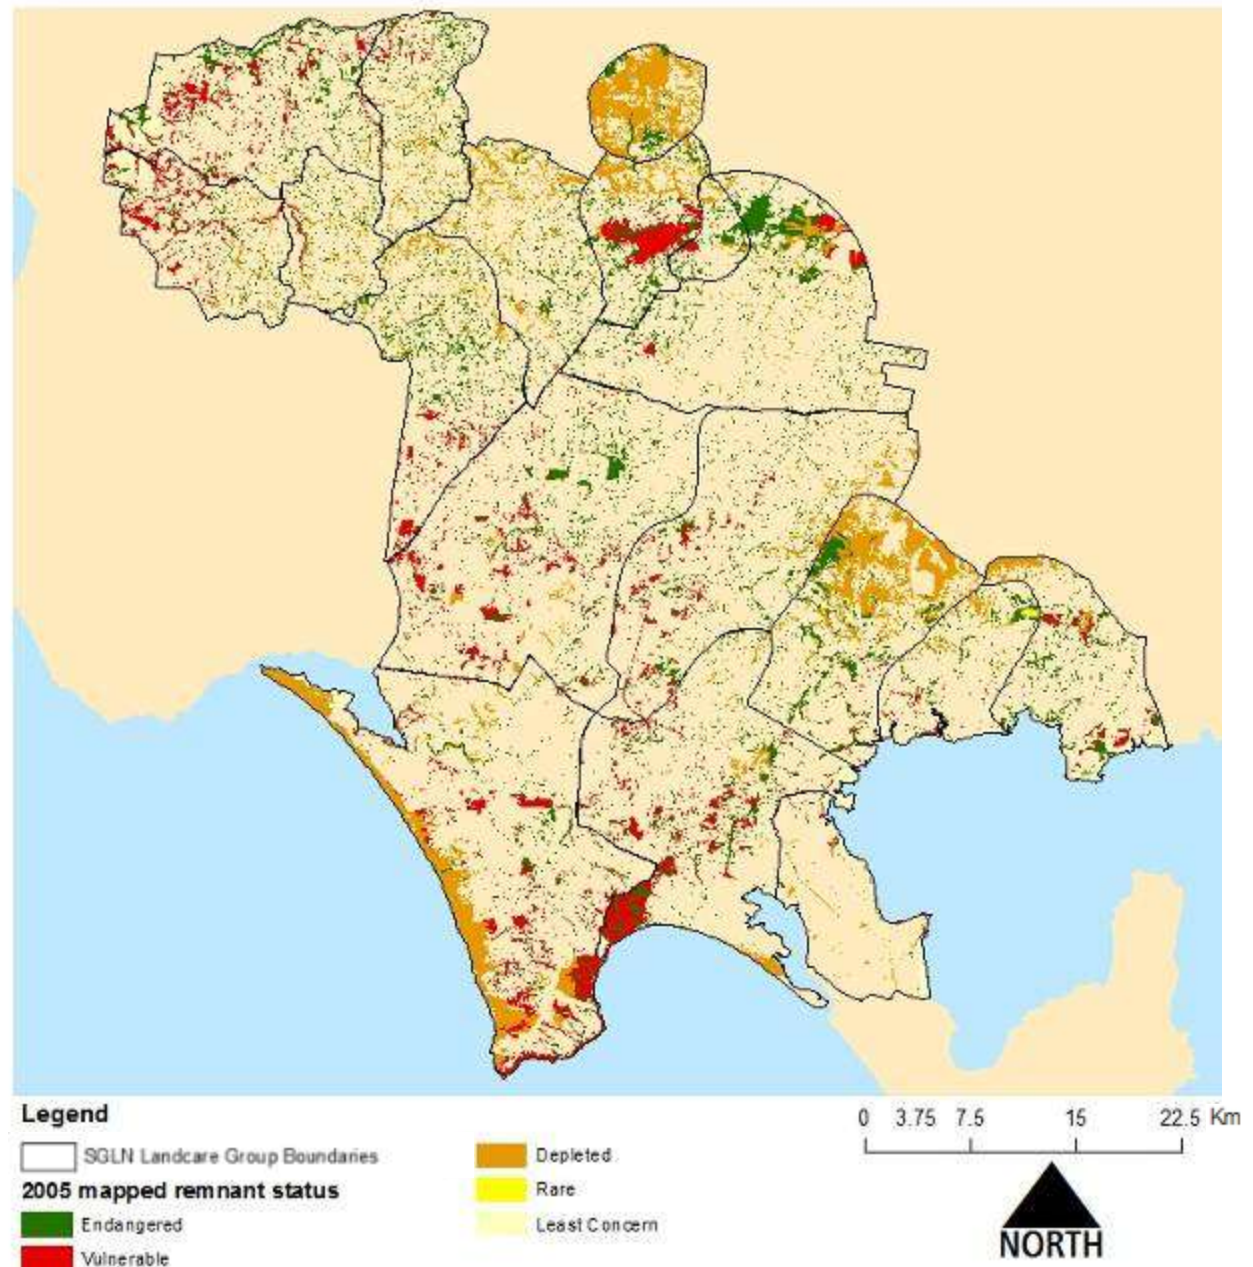 Legend
SGLN Landcare Group Boundaries
2005 mapped remnant status
Endangered
Vulnerable
Depleted
Rare
Least Concern
0 3.75 7.5 15 22.5 Km
NORTH